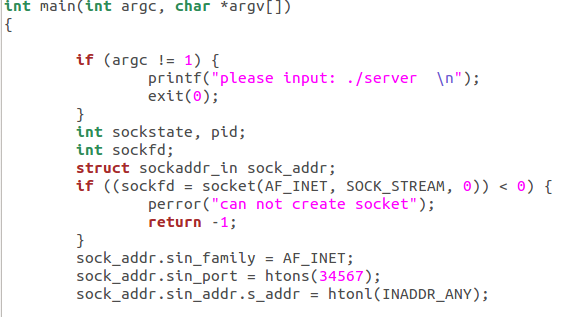 int main(int argc, char *argv[])
{
if (argc != 1) {
printf("please input: ./server  \n");
exit(0);
}
int sockstate, pid;
int sockfd;
struct sockaddr_in sock_addr;
if ((sockfd = socket(AF_INET, SOCK_STREAM, 0)) < 0) {
perror("can not create socket");
return -1;
}
sock_addr.sin_family = AF_INET;
sock_addr.sin_port = htons(34567);
sock_addr.sin_addr.s_addr = htonl(INADDR_ANY);